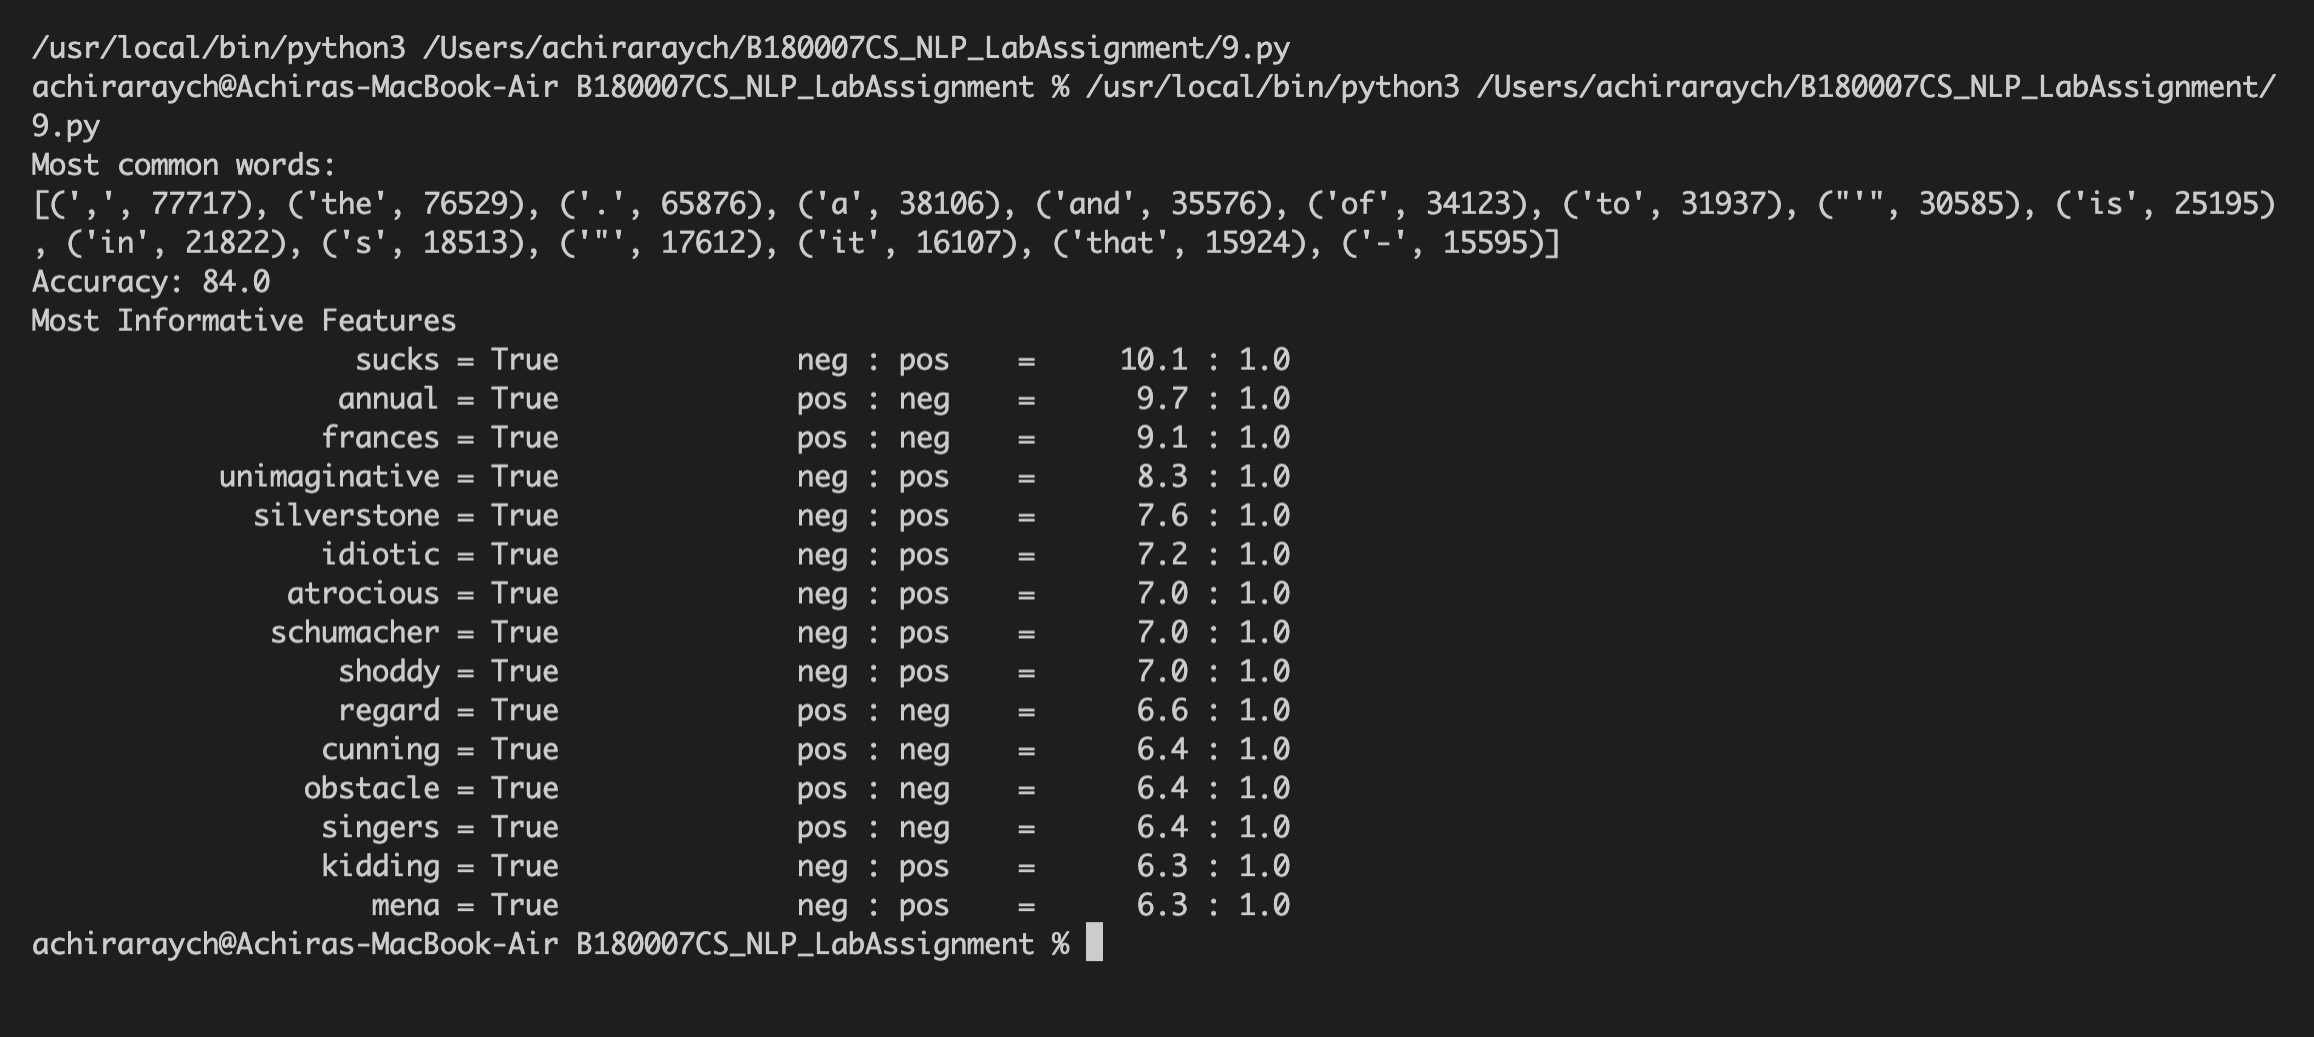 /usr/local/bin/python3 /Users/achiraraych/B180007CS_NLP_LabAssignment/9.py
achiraraych@Achiras-MacBook-Air B180007CS_NLP_LabAssignment % /usr/local/bin/python3 /Users/achiraraych/B180007CS_NLP_LabAssignment/
9.py
Most common words:
[(',', 77717), ('the', 76529), ('.', 65876), ('a', 38106), ('and', 35576), ('of', 34123), ('to', 31937), ("'", 30585), ('is', 25195)
, ('in', 21822), ('s', 18513), ('"', 17612), ('it', 16107), ('that', 15924), ('-', 15595)]
Accuracy: 84.0
Most Informative Features
sucks = True neg : pos = 10.1 : 1.0
annual = True pos : neg = 9.7 : 1.0
frances = True pos : neg = 9.1 : 1.0
unimaginative = True neg : pos = 8.3 : 1.0
silverstone = True neg : pos = 7.6 : 1.0
idiotic = True neg : pos = 7.2 : 1.0
atrocious = True neg : pos = 7.0 : 1.0
schumacher = True neg : pos = 7.0 : 1.0
shoddy = True neg : pos = 7.0 : 1.0
regard = True pos : neg = 6.6 : 1.0
cunning = True pos : neg = 6.4 : 1.0
obstacle = True pos : neg = 6.4 : 1.0
singers = True pos : neg = 6.4 : 1.0
kidding = True neg : pos = 6.3 : 1.0
mena = True neg : pos = 6.3 : 1.0
achiraraych@Achiras-MacBook-Air B180007CS_NLP_LabAssignment %